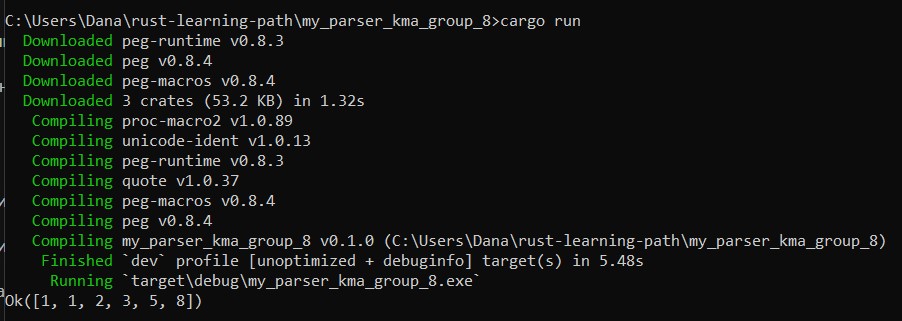 C:\Users\Dana\rust-learning-path\my_parser_kma_group_8>cargo run
Downloaded peg-runtime v0.8.3
Downloaded peg v0.8.4
Downloaded peg-macros v0.8.4
Downloaded 3 crates (53.2 KB) in 1.32s
Compiling proc-macro2 v1.0.89
Compiling unicode-ident v1.0.13
Compiling peg-runtime v0.8.3
Compiling quote v1.0.37
Compiling peg-macros v0.8.4
Compiling peg v0.8.4
Compiling my_parser_kma_group_8 v0.1.0 (C:\Users\Dana\rust-learning-path\my_parser_kma_group_8)
Finished `dev` profile [unoptimized + debuginfo] target(s) in 5.48s
Running `target\debug\my_parser_kma_group_8.exe`
Ok([1, 1, 2, 3, 5, 8])